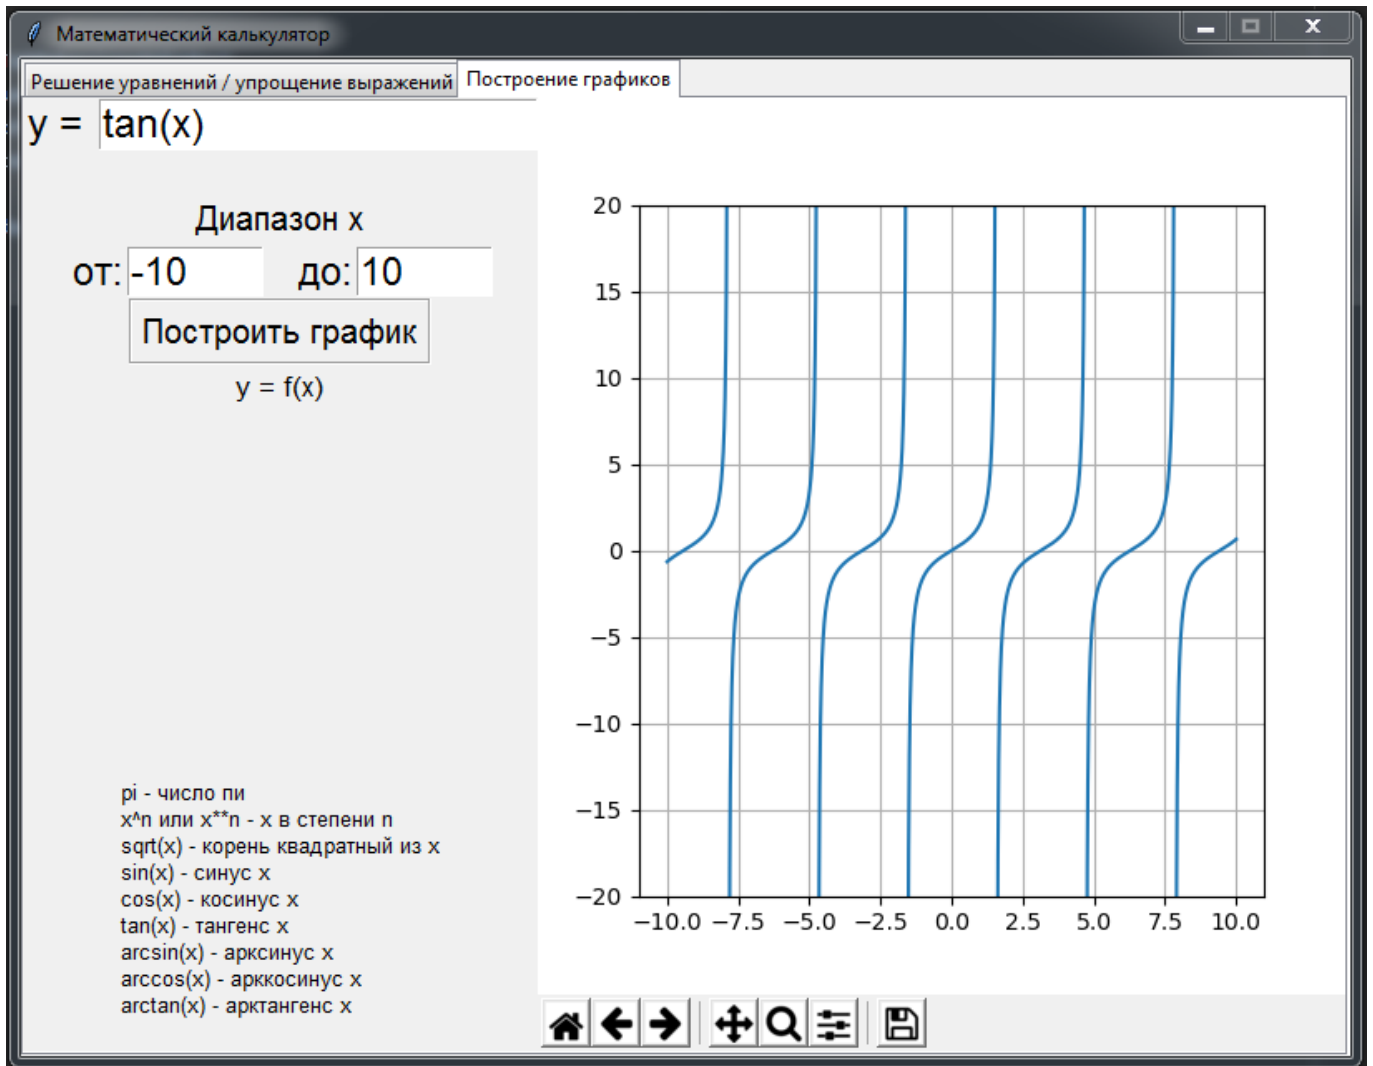 Математический калькулятор
Решение уравнений / упрощение выражений
Построение графиков
y = tan(x)
Диапазон x
от: -10 до: 10
Построить график
y = f(x)
pi - число пи
x^n или x**n - x в степени n
sqrt(x) - корень квадратный из x
sin(x) - синус x
cos(x) - косинус x
tan(x) - тангенс x
arcsin(x) - арксинус x
arccos(x) - арккосинус x
arctan(x) - арктангенс x
20
15
10
5
0
−5
−10
−15
−20
−10.0 −7.5 −5.0 −2.5 0.0 2.5 5.0 7.5 10.0